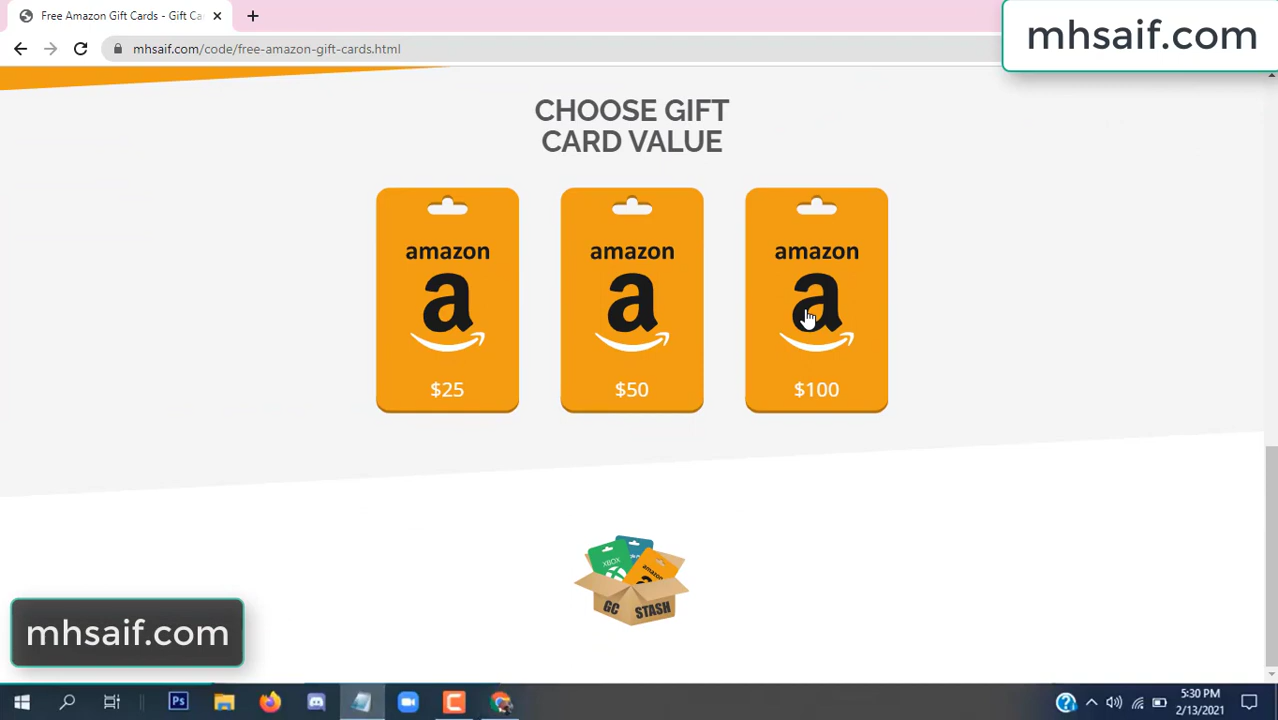 Free Amazon Gift Cards - Gift Ca
mhsaif.com/code/free-amazon-gift-cards.html
mhsaif.com
CHOOSE GIFT
CARD VALUE
amazon
a
$25
amazon
a
$50
amazon
a
$100
XBOX
amazon
GC STASH
mhsaif.com
Ps
5:30 PM
2/13/2021